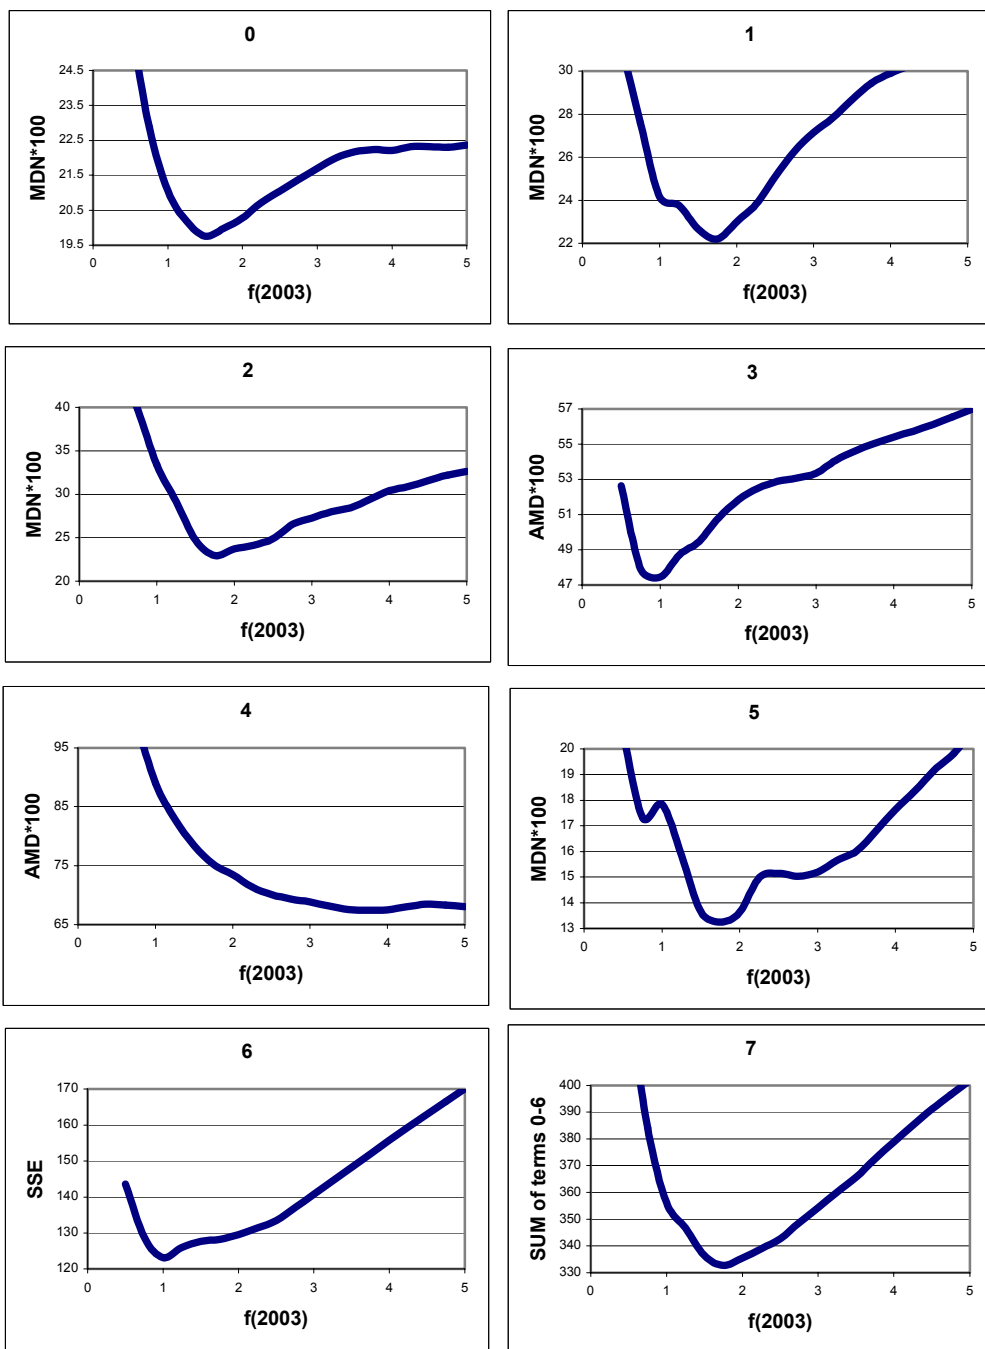 0
24.5
23.5
22.5
21.5
20.5
19.5
MDN*100
0 1 2 3 4 5
f(2003)
1
30
28
26
24
22
MDN*100
0 1 2 3 4 5
f(2003)
2
40
35
30
25
20
MDN*100
0 1 2 3 4 5
f(2003)
3
57
55
53
51
49
47
AMD*100
0 1 2 3 4 5
f(2003)
4
95
85
75
65
AMD*100
0 1 2 3 4 5
f(2003)
5
20
19
18
17
16
15
14
13
MDN*100
0 1 2 3 4 5
f(2003)
6
170
160
150
140
130
120
SSE
0 1 2 3 4 5
f(2003)
7
400
390
380
370
360
350
340
330
SUM of terms 0-6
0 1 2 3 4 5
f(2003)